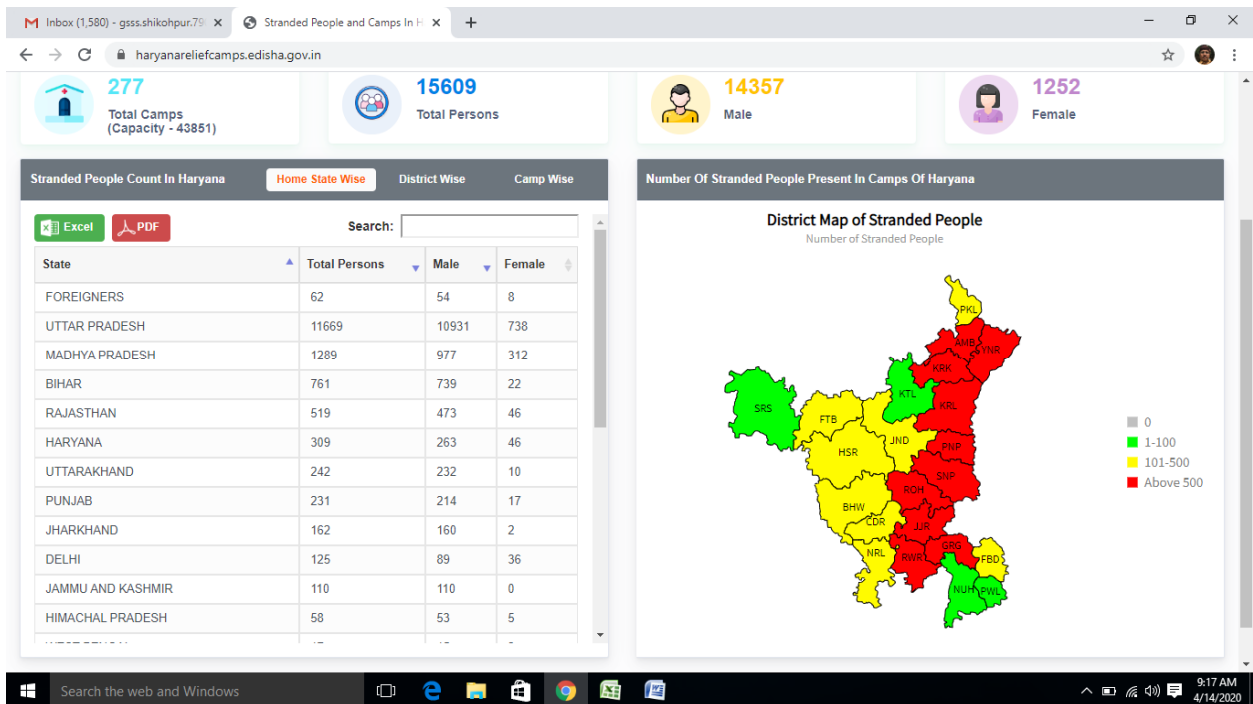 Inbox (1,580) - gsss.shikohpur.79
Stranded People and Camps In H
haryanareliefcamps.edisha.gov.in
277
Total Camps
(Capacity - 43851)
15609
Total Persons
14357
Male
1252
Female
Stranded People Count In Haryana Home State Wise District Wise Camp Wise
Excel PDF Search:
State Total Persons Male Female
FOREIGNERS 62 54 8
UTTAR PRADESH 11669 10931 738
MADHYA PRADESH 1289 977 312
BIHAR 761 739 22
RAJASTHAN 519 473 46
HARYANA 309 263 46
UTTARAKHAND 242 232 10
PUNJAB 231 214 17
JHARKHAND 162 160 2
DELHI 125 89 36
JAMMU AND KASHMIR 110 110 0
HIMACHAL PRADESH 58 53 5
Number Of Stranded People Present In Camps Of Haryana
District Map of Stranded People
Number of Stranded People
PKL
AMB
YNR
KRK
KTL
KRL
SRS
FTB
JND
HSR
PNP
SNP
ROH
BHW
CDR
JJR
NRL
RWR
GRG
FBD
NUH
PWL
0
1-100
101-500
Above 500
Search the web and Windows
9:17 AM
4/14/2020